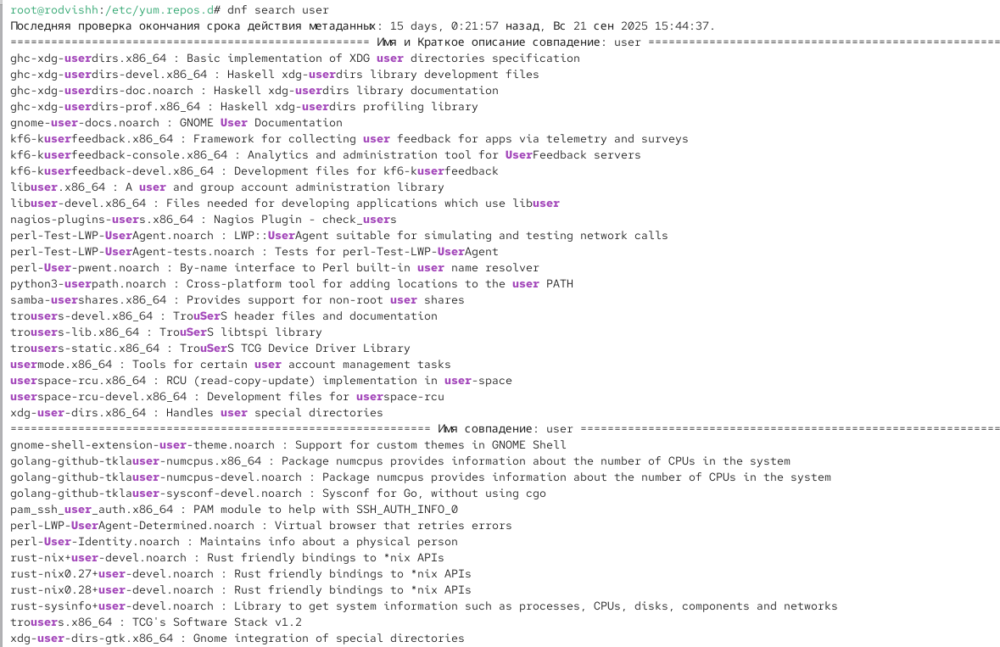 root@rodvishh:/etc/yum.repos.d# dnf search user
Последняя проверка окончания срока действия метаданных: 15 days, 0:21:57 назад, Вс 21 сен 2025 15:44:37.
===================================================== Имя и Краткое описание совпадение: user ====================================================
ghc-xdg-userdirs.x86_64 : Basic implementation of XDG user directories specification
ghc-xdg-userdirs-devel.x86_64 : Haskell xdg-userdirs library development files
ghc-xdg-userdirs-doc.noarch : Haskell xdg-userdirs library documentation
ghc-xdg-userdirs-prof.x86_64 : Haskell xdg-userdirs profiling library
gnome-user-docs.noarch : GNOME User Documentation
kf6-kuserfeedback.x86_64 : Framework for collecting user feedback for apps via telemetry and surveys
kf6-kuserfeedback-console.x86_64 : Analytics and administration tool for UserFeedback servers
kf6-kuserfeedback-devel.x86_64 : Development files for kf6-kuserfeedback
libuser.x86_64 : A user and group account administration library
libuser-devel.x86_64 : Files needed for developing applications which use libuser
nagios-plugins-users.x86_64 : Nagios Plugin - check_users
perl-Test-LWP-UserAgent.noarch : LWP::UserAgent suitable for simulating and testing network calls
perl-Test-LWP-UserAgent-tests.noarch : Tests for perl-Test-LWP-UserAgent
perl-User-pwent.noarch : By-name interface to Perl built-in user name resolver
python3-userpath.noarch : Cross-platform tool for adding locations to the user PATH
samba-usershares.x86_64 : Provides support for non-root user shares
trousers-devel.x86_64 : TrouSerS header files and documentation
trousers-lib.x86_64 : TrouSerS libtspi library
trousers-static.x86_64 : TrouSerS TCG Device Driver Library
usermode.x86_64 : Tools for certain user account management tasks
userspace-rcu.x86_64 : RCU (read-copy-update) implementation in user-space
userspace-rcu-devel.x86_64 : Development files for userspace-rcu
xdg-user-dirs.x86_64 : Handles user special directories
============================================================== Имя совпадение: user ==============================================================
gnome-shell-extension-user-theme.noarch : Support for custom themes in GNOME Shell
golang-github-tklauser-numcpus.x86_64 : Package numcpus provides information about the number of CPUs in the system
golang-github-tklauser-numcpus-devel.noarch : Package numcpus provides information about the number of CPUs in the system
golang-github-tklauser-sysconf-devel.noarch : Sysconf for Go, without using cgo
pam_ssh_user_auth.x86_64 : PAM module to help with SSH_AUTH_INFO_0
perl-LWP-UserAgent-Determined.noarch : Virtual browser that retries errors
perl-User-Identity.noarch : Maintains info about a physical person
rust-nix+user-devel.noarch : Rust friendly bindings to *nix APIs
rust-nix0.27+user-devel.noarch : Rust friendly bindings to *nix APIs
rust-nix0.28+user-devel.noarch : Rust friendly bindings to *nix APIs
rust-sysinfo+user-devel.noarch : Library to get system information such as processes, CPUs, disks, components and networks
trousers.x86_64 : TCG's Software Stack v1.2
xdg-user-dirs-gtk.x86_64 : Gnome integration of special directories